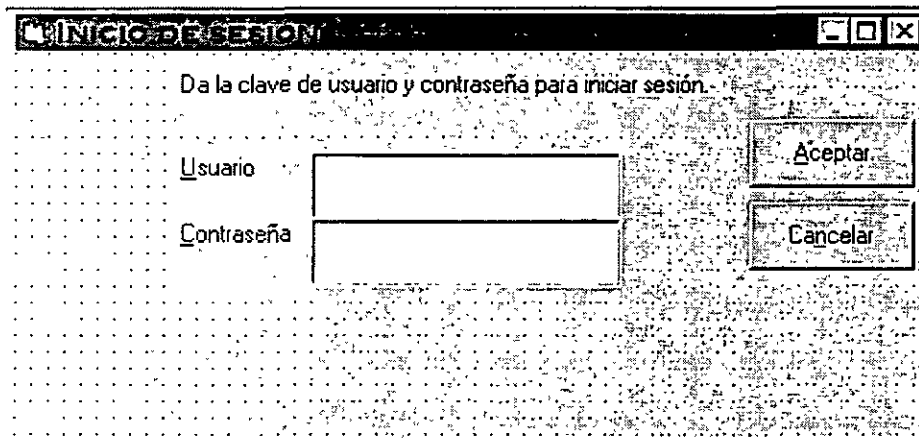 INICIO DE SESION
Da la clave de usuario y contraseña para iniciar sesión.
Usuario
Aceptar
Contraseña
Cancelar